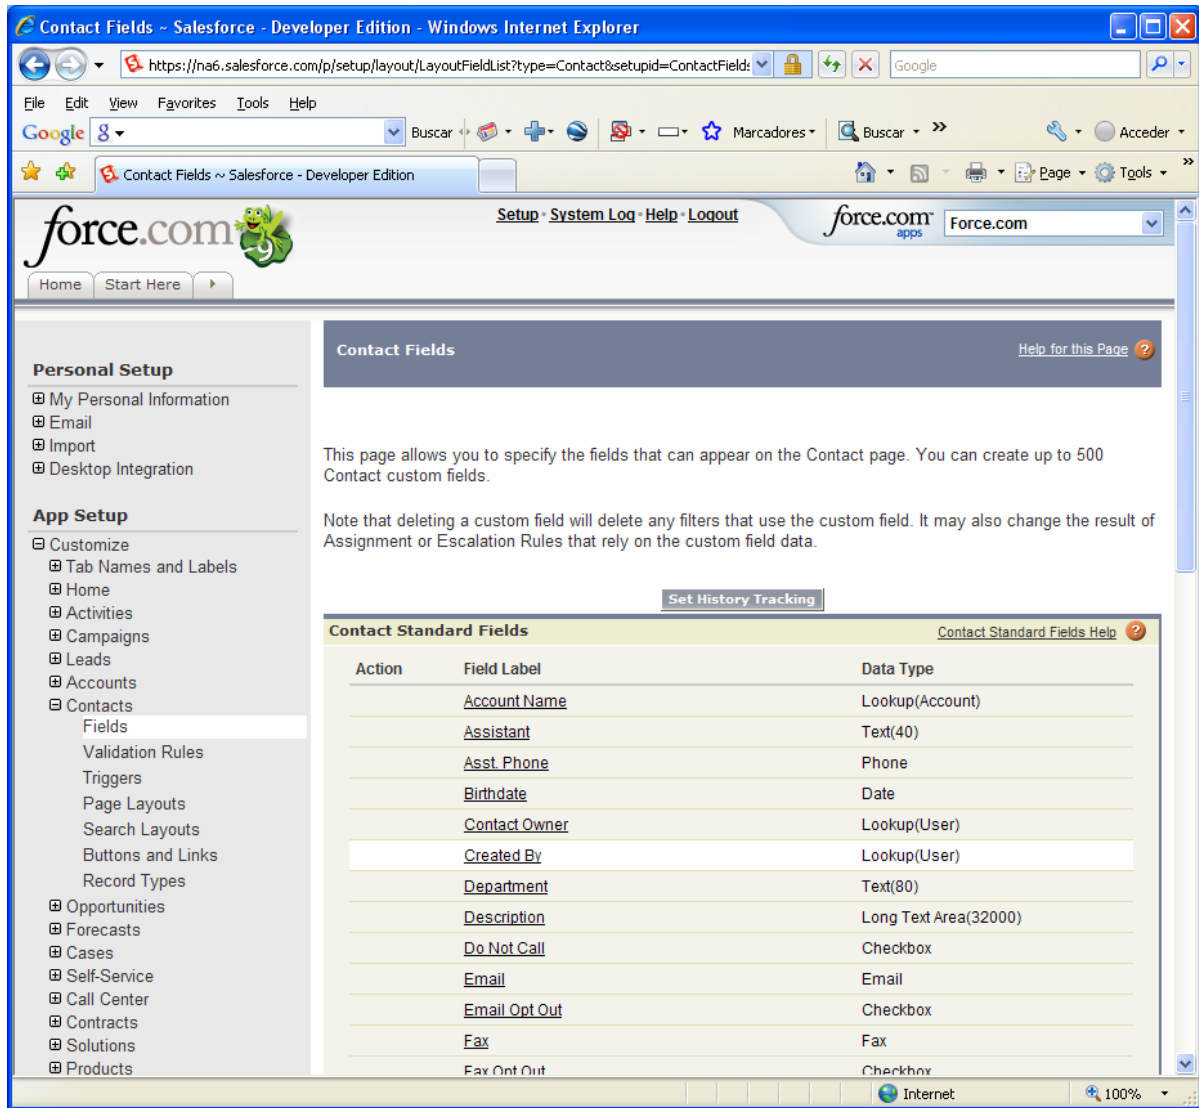 Contact Fields ~ Salesforce - Developer Edition - Windows Internet Explorer
https://na6.salesforce.com/p/setup/layout/LayoutFieldList?type=Contact&setupid=ContactFields
Google
File Edit View Favorites Tools Help
Google Buscar Marcadores Buscar » Acceder
Contact Fields ~ Salesforce - Developer Edition Page Tools »
force.com 9 Setup · System Log · Help · Logout force.com apps Force.com
Home Start Here
Personal Setup
My Personal Information
Email
Import
Desktop Integration
App Setup
Customize
Tab Names and Labels
Home
Activities
Campaigns
Leads
Accounts
Contacts
Fields
Validation Rules
Triggers
Page Layouts
Search Layouts
Buttons and Links
Record Types
Opportunities
Forecasts
Cases
Self-Service
Call Center
Contracts
Solutions
Products
Contact Fields Help for this Page ?
This page allows you to specify the fields that can appear on the Contact page. You can create up to 500
Contact custom fields.
Note that deleting a custom field will delete any filters that use the custom field. It may also change the result of
Assignment or Escalation Rules that rely on the custom field data.
Set History Tracking
Contact Standard Fields Contact Standard Fields Help ?
Action Field Label Data Type
Account Name Lookup(Account)
Assistant Text(40)
Asst. Phone Phone
Birthdate Date
Contact Owner Lookup(User)
Created By Lookup(User)
Department Text(80)
Description Long Text Area(32000)
Do Not Call Checkbox
Email Email
Email Opt Out Checkbox
Fax Fax
Fax Opt Out Checkbox
Internet 100%